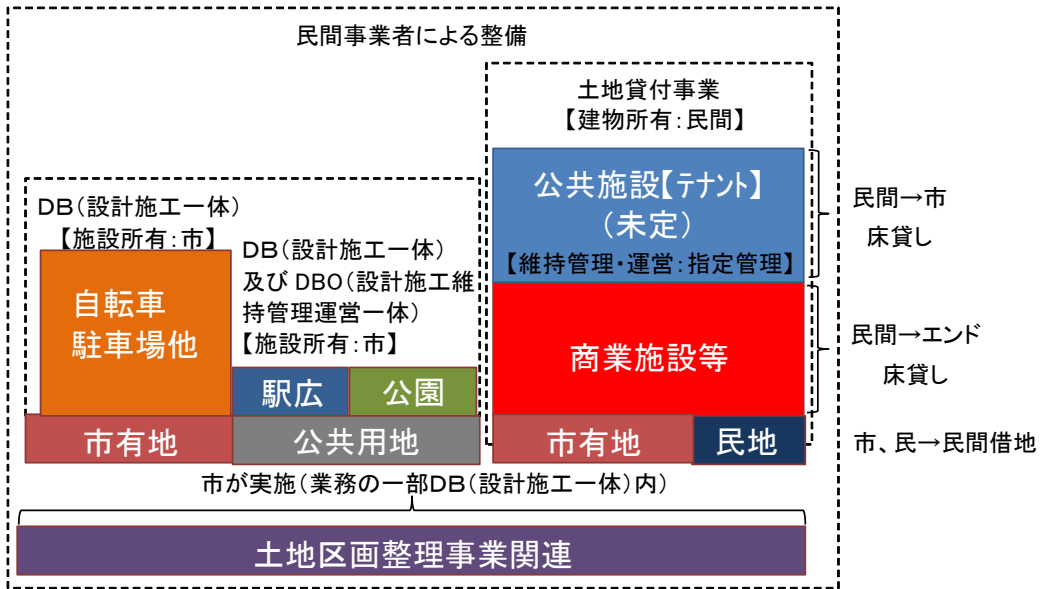 民間事業者による整備
土地貸付事業
【建物所有:民間】
公共施設【テナント】
(未定)
【維持管理・運営:指定管理】
民間→市
床貸し
DB(設計施工一体)
【施設所有:市】
DB(設計施工一体)
及び DBO(設計施工維
持管理運営一体)
【施設所有:市】
自転車
駐車場他
駅広
公園
商業施設等
民間→エンド
床貸し
市有地
公共用地
市有地
民地
市、民→民間借地
市が実施(業務の一部DB(設計施工一体)内)
土地区画整理事業関連